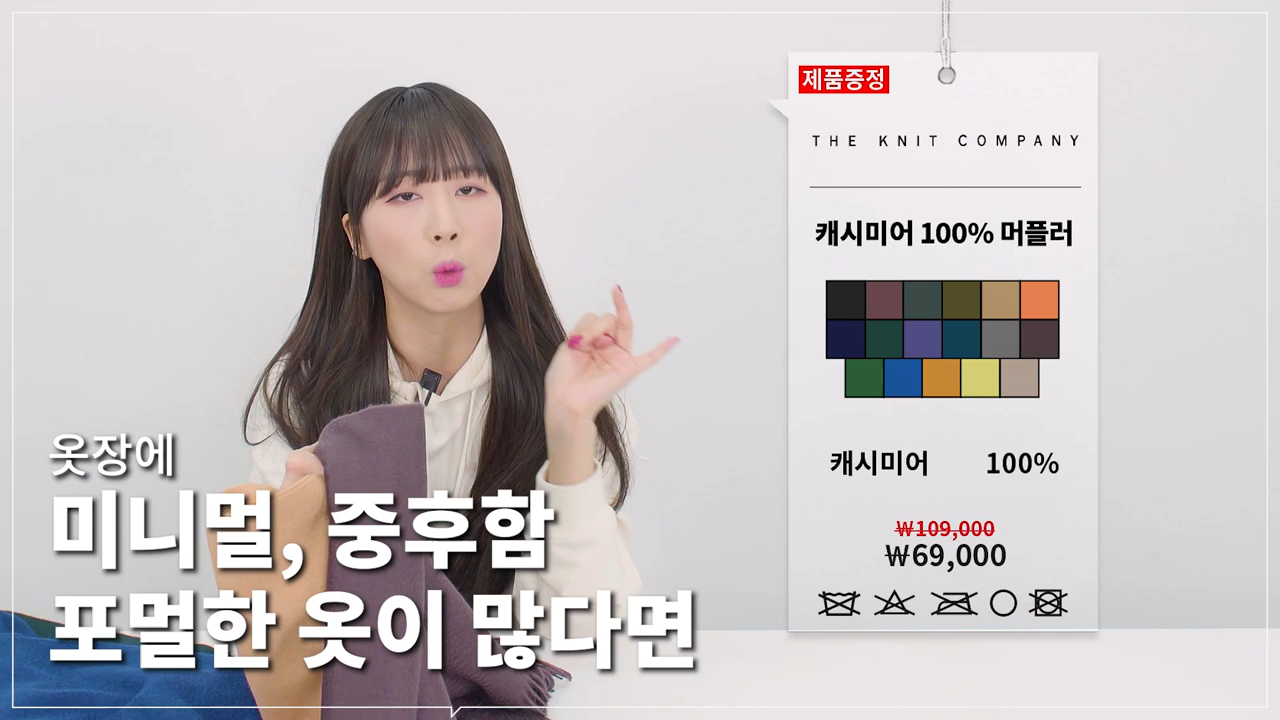 제품증정
THE KNIT COMPANY
캐시미어 100% 머플러
캐시미어 100%
₩109,000
₩69,000
옷장에
미니멀, 중후함
포멀한 옷이 많다면